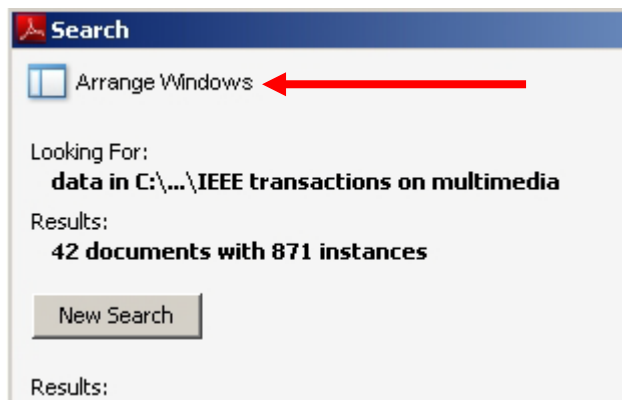 Search
Arrange Windows
Looking For:
data in C:\...\IEEE transactions on multimedia
Results:
42 documents with 871 instances
New Search
Results: